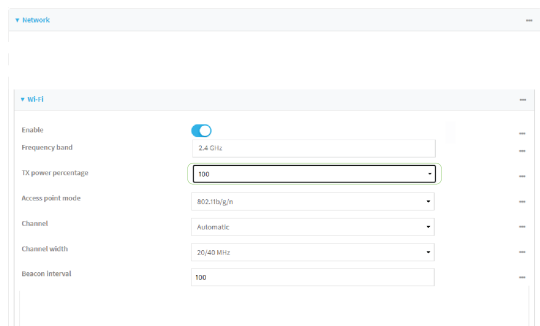 Network
Wi-Fi
Enable
Frequency band 2.4 GHz
TX power percentage 100
Access point mode 802.11b/g/n
Channel Automatic
Channel width 20/40 MHz
Beacon interval 100